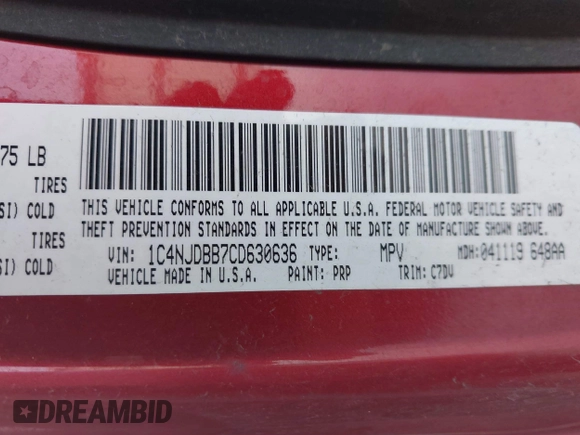 75 LB
TIRES
SI) COLD
TIRES
SI) COLD
THIS VEHICLE CONFORMS TO ALL APPLICABLE U.S.A. FEDERAL MOTOR VEHICLE SAFETY AND
THEFT PREVENTION STANDARDS IN EFFECT ON THE DATE OF MANUFACTURE SHOWN ABOVE.
VIN: 1C4NJDBB7CD630636 TYPE: MPV MDH:041119 648AA
VEHICLE MADE IN U.S.A. PAINT: PRP TRIM: C7DV
DREAMBID